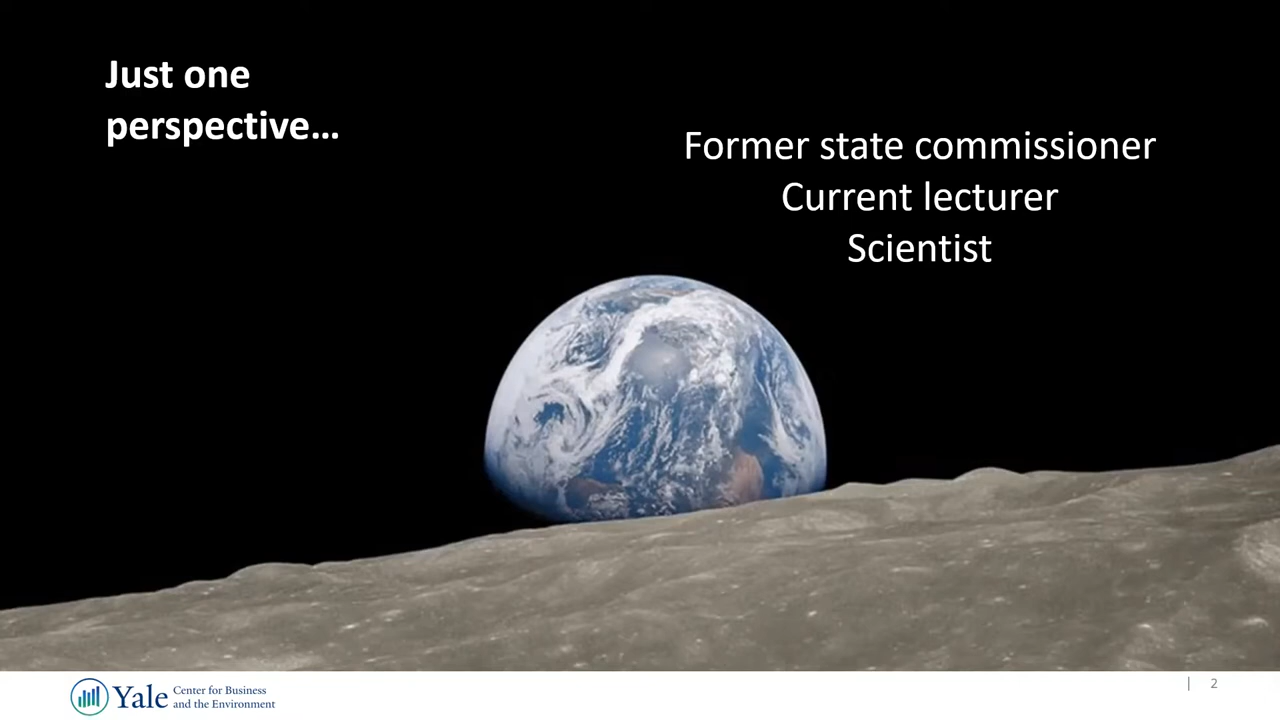 Just one
perspective…
Former state commissioner
Current lecturer
Scientist
Yale
Center for Business
and the Environment
| 2